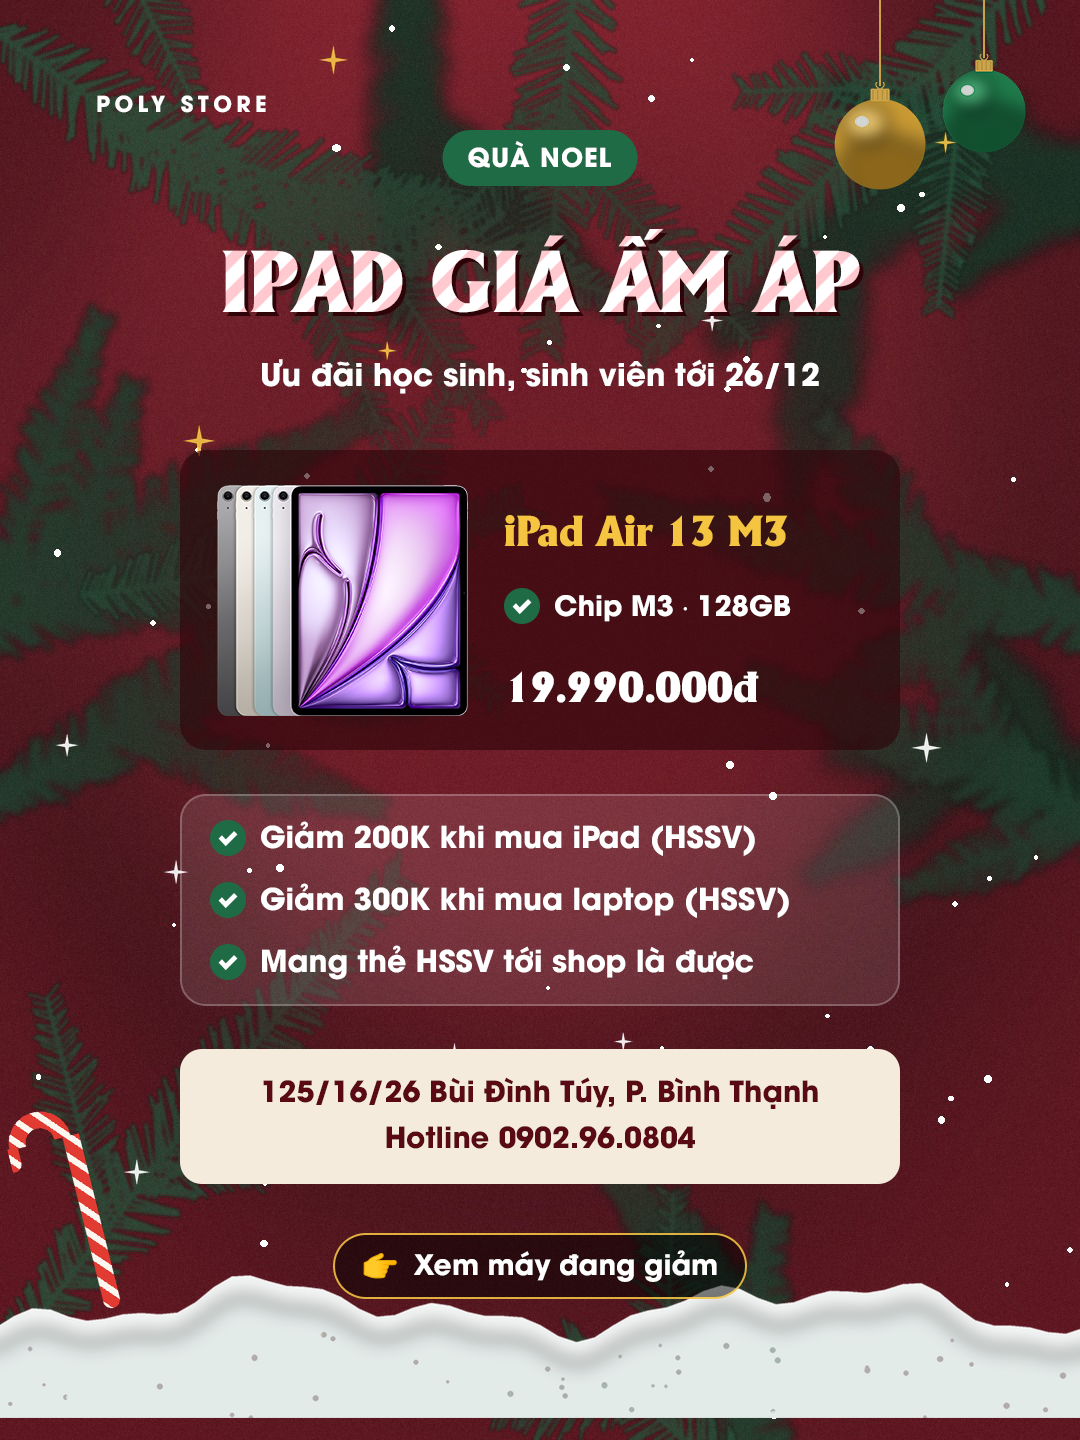 POLY STORE
QUÀ NOEL
IPAD GIÁ ẤM ÁP
Ưu đãi học sinh, sinh viên tới 26/12
iPad Air 13 M3
Chip M3 · 128GB
19.990.000đ
Giảm 200K khi mua iPad (HSSV)
Giảm 300K khi mua laptop (HSSV)
Mang thẻ HSSV tới shop là được
125/16/26 Bùi Đình Túy, P. Bình Thạnh
Hotline 0902.96.0804
👉 Xem máy đang giảm